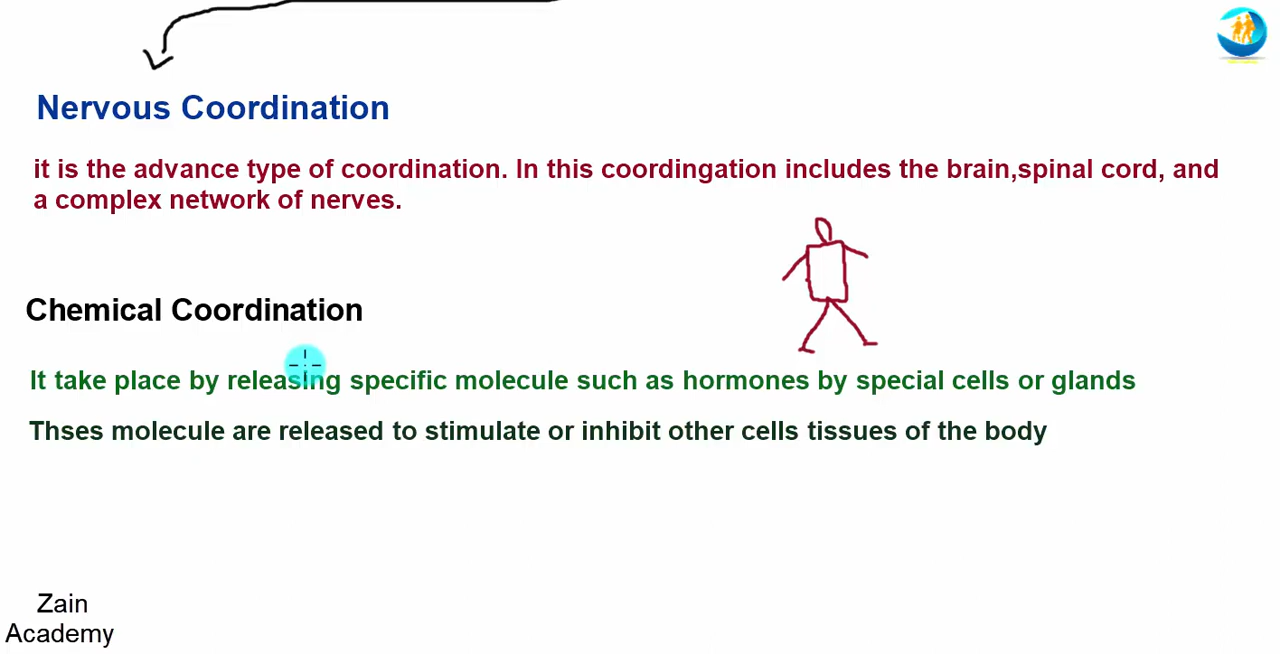 Nervous Coordination
it is the advance type of coordination. In this coordingation includes the brain,spinal cord, and
a complex network of nerves.
Chemical Coordination
It take place by releasing specific molecule such as hormones by special cells or glands
Thses molecule are released to stimulate or inhibit other cells tissues of the body
Zain
Academy